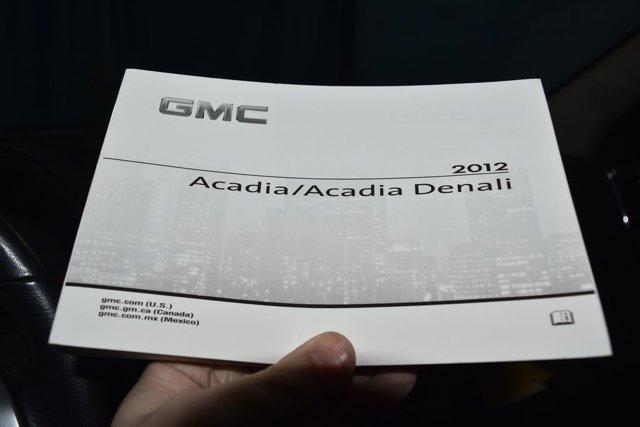 GMC
2012
Acadia/Acadia Denali
gmc.com (U.S.)
gmc.gm.ca (Canada)
gmc.com.mx (Mexico)